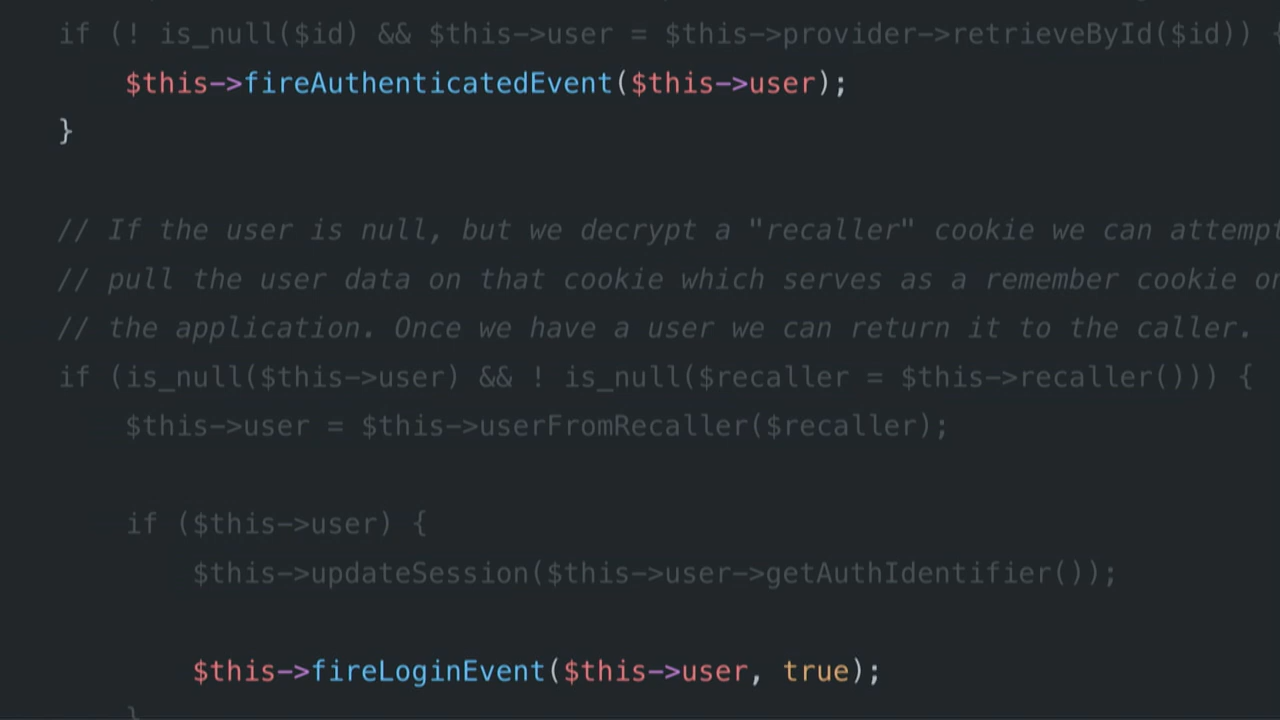 if (! is_null($id) && $this->user = $this->provider->retrieveById($id)) {
$this->fireAuthenticatedEvent($this->user);
}
// If the user is null, but we decrypt a "recaller" cookie we can attempt
// pull the user data on that cookie which serves as a remember cookie on
// the application. Once we have a user we can return it to the caller.
if (is_null($this->user) && ! is_null($recaller = $this->recaller())) {
$this->user = $this->userFromRecaller($recaller);
if ($this->user) {
$this->updateSession($this->user->getAuthIdentifier());
$this->fireLoginEvent($this->user, true);
}